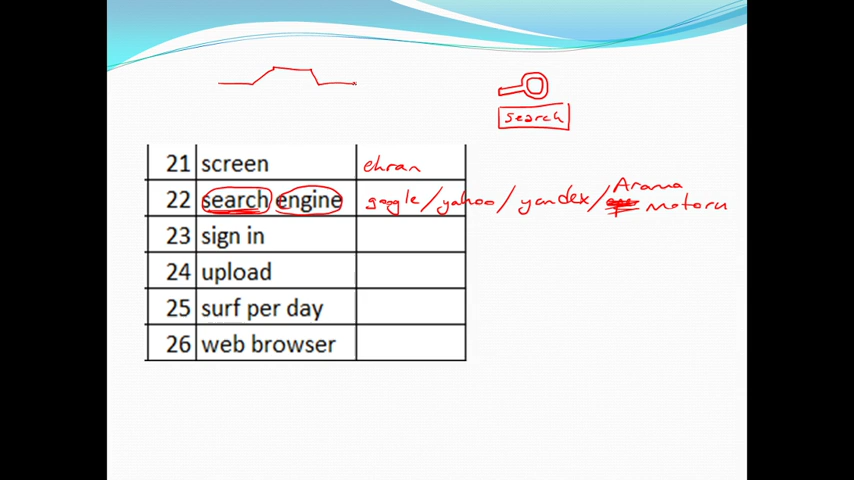 search
21 screen ekran
22 search engine google / yahoo / yandex / Arama Motoru
23 sign in
24 upload
25 surf per day
26 web browser